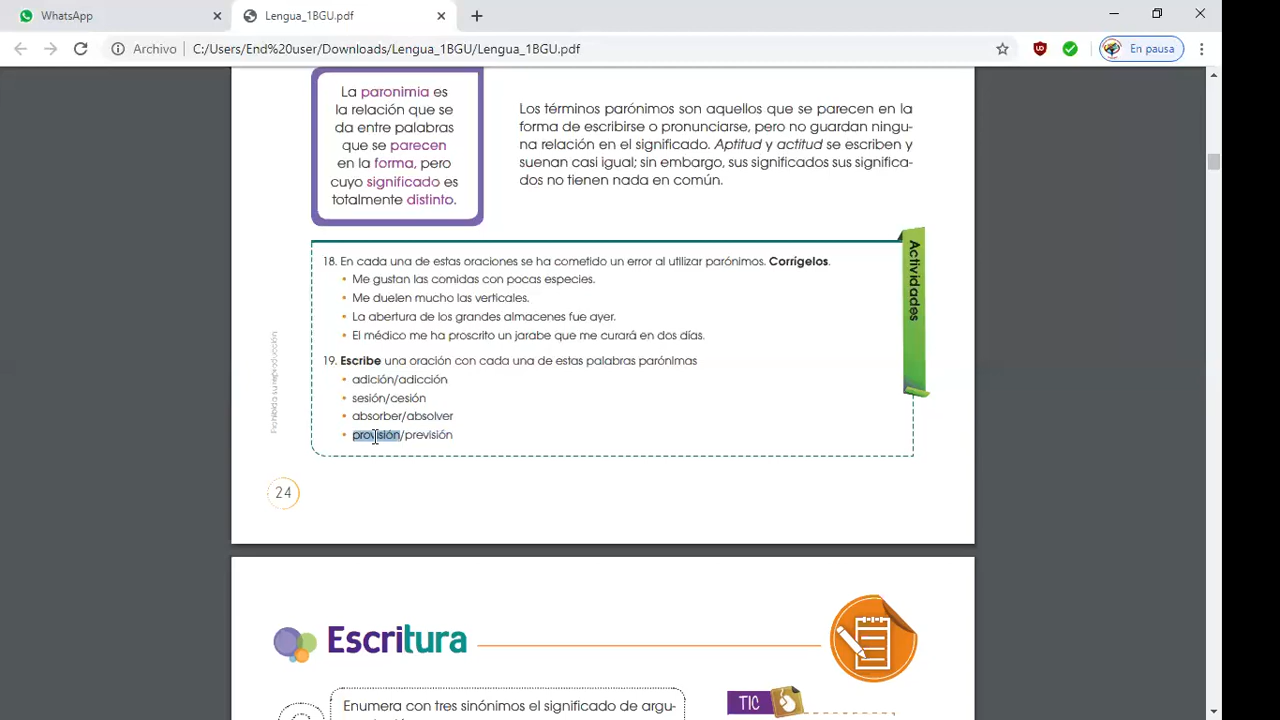 WhatsApp
Lengua_1BGU.pdf
Archivo
C:/Users/End%20user/Downloads/Lengua_1BGU/Lengua_1BGU.pdf
En pausa
La paronimia es
la relación que se
da entre palabras
que se parecen
en la forma, pero
cuyo significado es
totalmente distinto.
Los términos parónimos son aquellos que se parecen en la
forma de escribirse o pronunciarse, pero no guardan ningu-
na relación en el significado. Aptitud y actitud se escriben y
suenan casi igual; sin embargo, sus significados sus significa-
dos no tienen nada en común.
Actividades
18. En cada una de estas oraciones se ha cometido un error al utilizar parónimos. Corrígelos.
• Me gustan las comidas con pocas especies.
• Me duelen mucho las verticales.
• La abertura de los grandes almacenes fue ayer.
• El médico me ha proscrito un jarabe que me curará en dos días.
19. Escribe una oración con cada una de estas palabras parónimas
• adición/adicción
• sesión/cesión
• absorber/absolver
• provisión/previsión
Prohibida su reproducción
24
Escritura
Enumera con tres sinónimos el significado de argu-
TIC